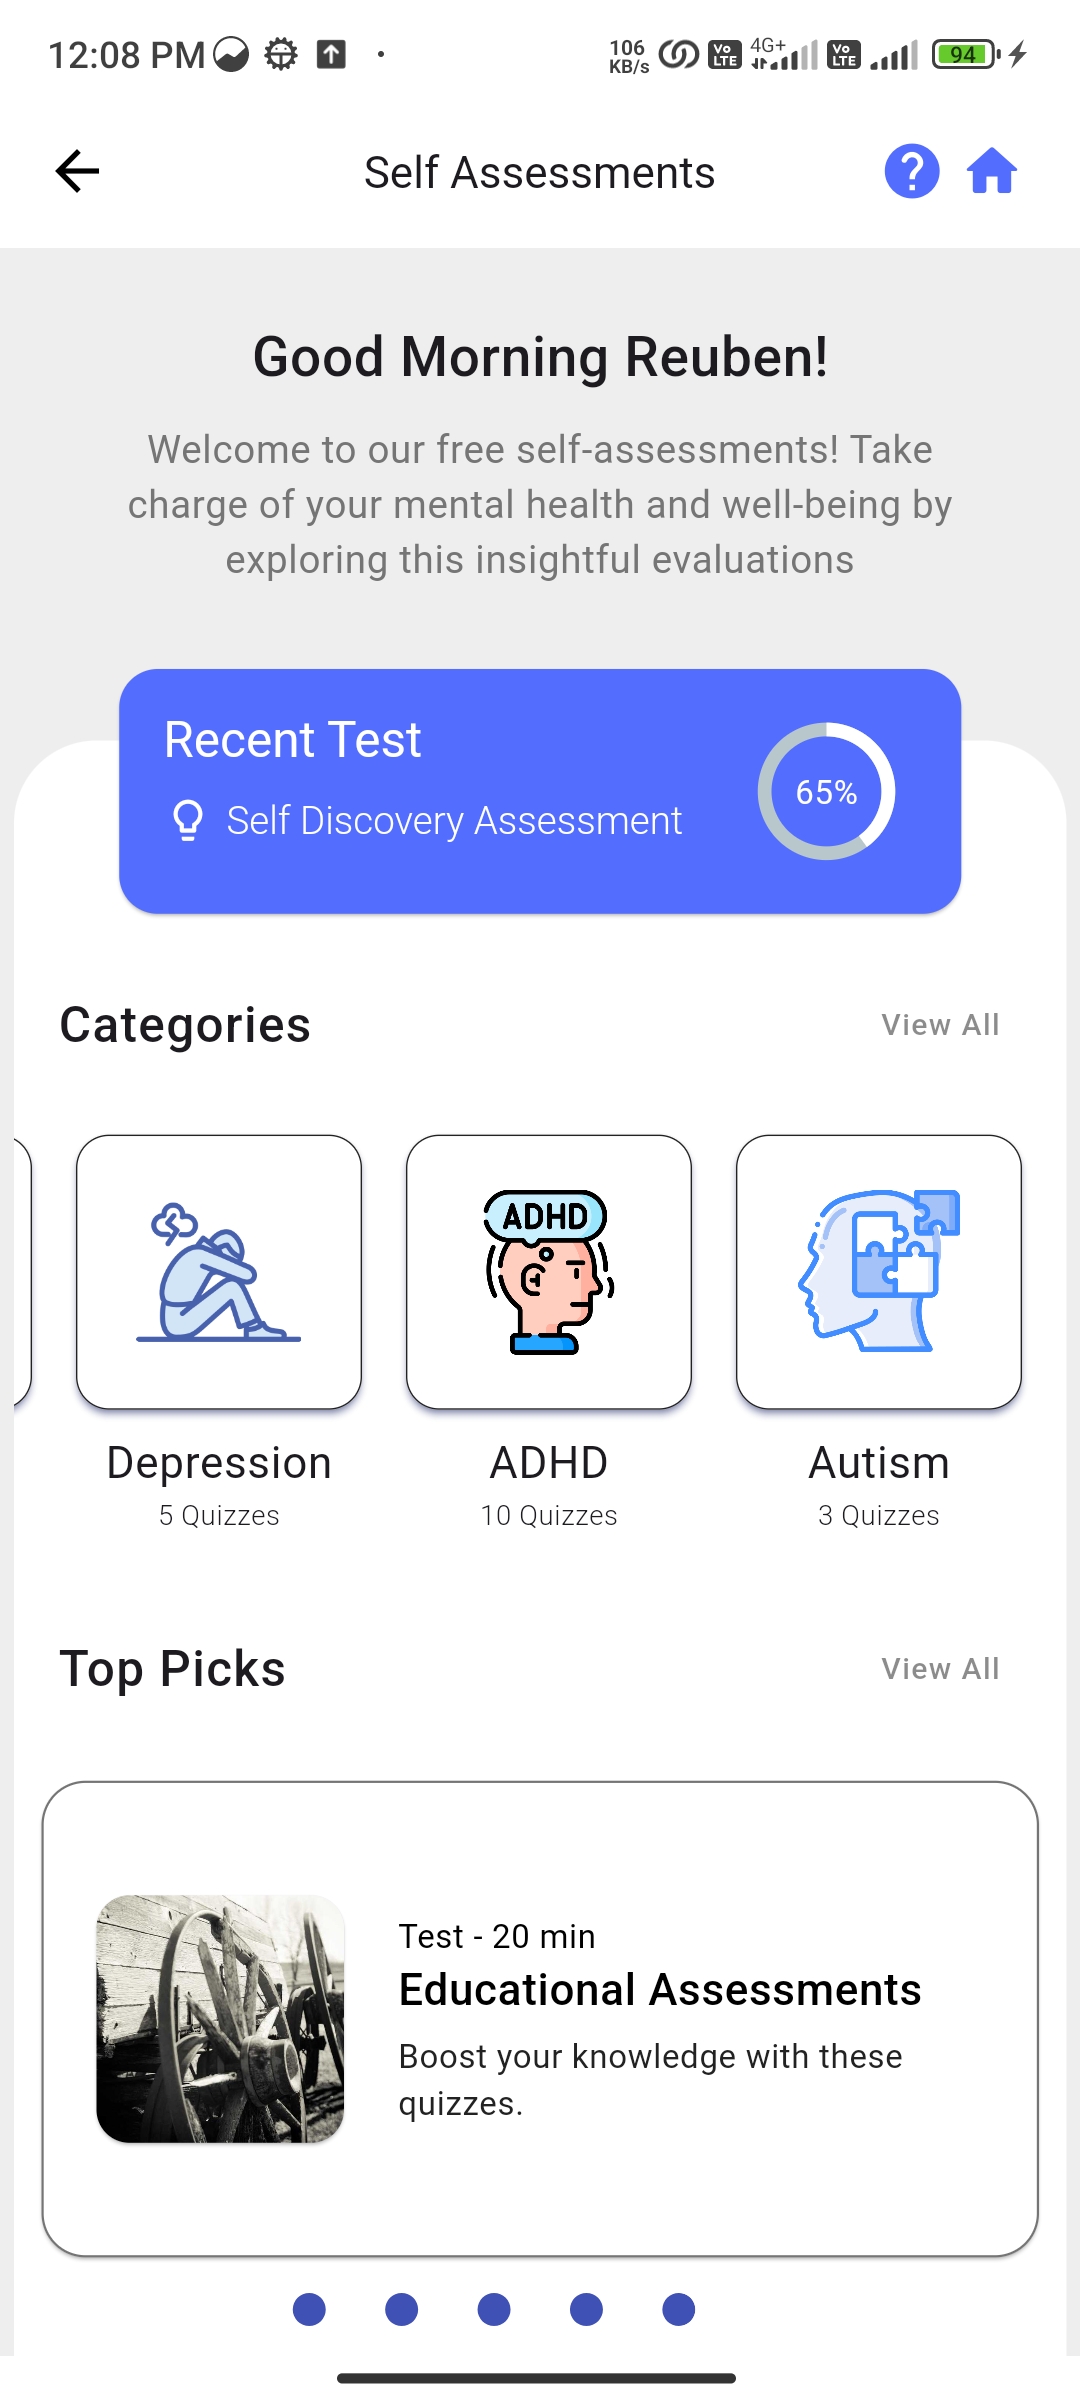 12:08 PM
106
KB/s
Vo
LTE
4G+
Vo
LTE
94
Self Assessments
Good Morning Reuben!
Welcome to our free self-assessments! Take
charge of your mental health and well-being by
exploring this insightful evaluations
Recent Test
Self Discovery Assessment
65%
Categories
View All
ADHD
Depression
5 Quizzes
ADHD
10 Quizzes
Autism
3 Quizzes
Top Picks
View All
Test - 20 min
Educational Assessments
Boost your knowledge with these
quizzes.